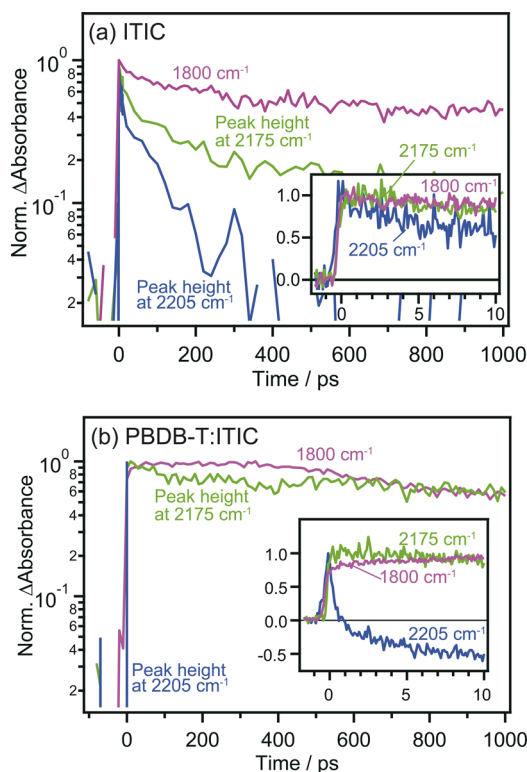 (a) ITIC
Norm. ΔAbsorbance
10⁰
8
6
4
2
10⁻¹
8
6
4
2
1800 cm⁻¹
Peak height
at 2175 cm⁻¹
Peak height
at 2205 cm⁻¹
1.0
0.5
0.0
2175 cm⁻¹
1800 cm⁻¹
2205 cm⁻¹
0 5 10
0 200 400 600 800 1000
Time / ps
(b) PBDB-T:ITIC
Norm. ΔAbsorbance
10⁰
8
6
4
2
10⁻¹
8
6
4
2
1800 cm⁻¹
Peak height
at 2175 cm⁻¹
Peak height
at 2205 cm⁻¹
1.0
0.5
0.0
-0.5
2175 cm⁻¹
1800 cm⁻¹
2205 cm⁻¹
0 5 10
0 200 400 600 800 1000
Time / ps